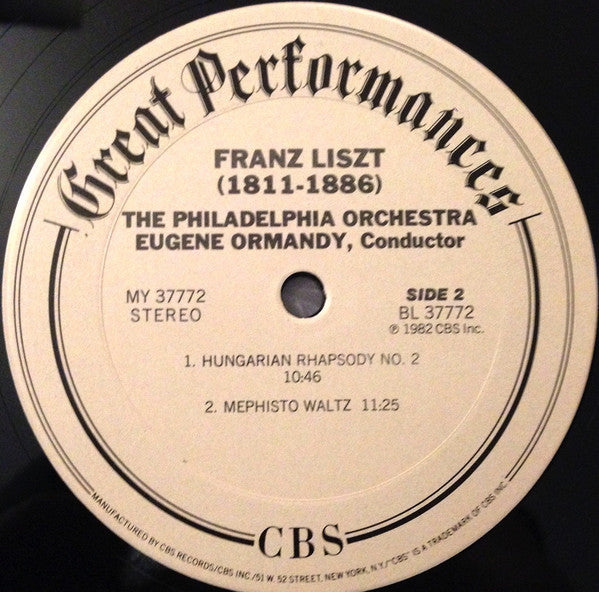 Great Performances
FRANZ LISZT
(1811-1886)
THE PHILADELPHIA ORCHESTRA
EUGENE ORMANDY, Conductor
MY 37772
STEREO
SIDE 2
BL 37772
℗ 1982 CBS Inc.
1. HUNGARIAN RHAPSODY NO. 2
10:46
2. MEPHISTO WALTZ 11:25
CBS
MANUFACTURED BY CBS RECORDS/CBS INC./51 W. 52 STREET, NEW YORK, N.Y./"CBS" IS A TRADEMARK OF CBS INC.